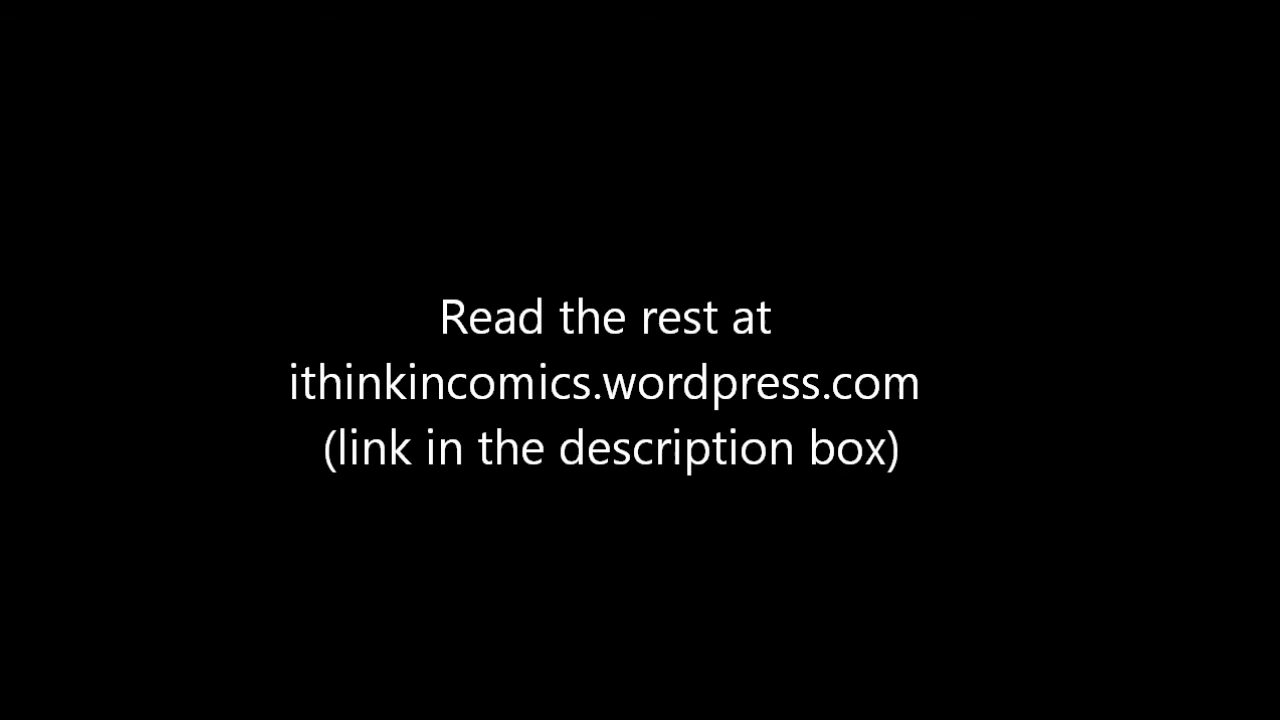 Read the rest at
ithinkincomics.wordpress.com
(link in the description box)